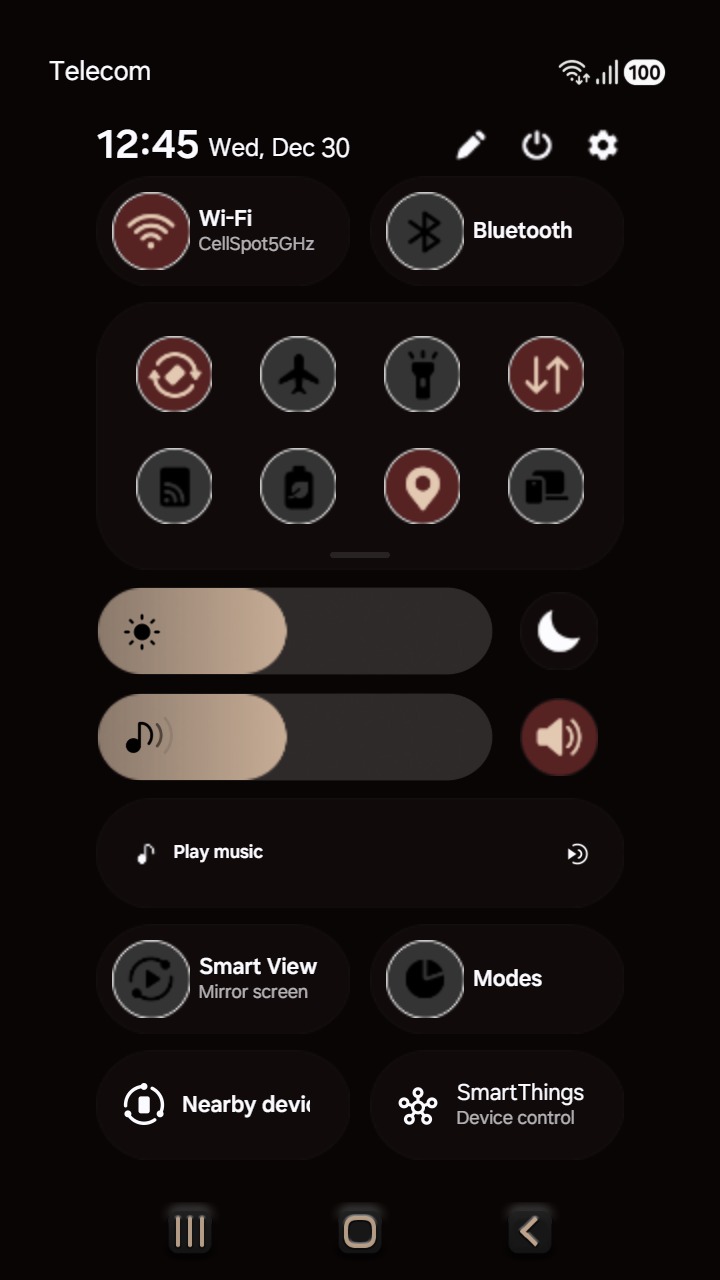 Telecom
100
12:45 Wed, Dec 30
Wi-Fi
CellSpot5GHz
Bluetooth
Play music
Smart View
Mirror screen
Modes
Nearby devi
SmartThings
Device control